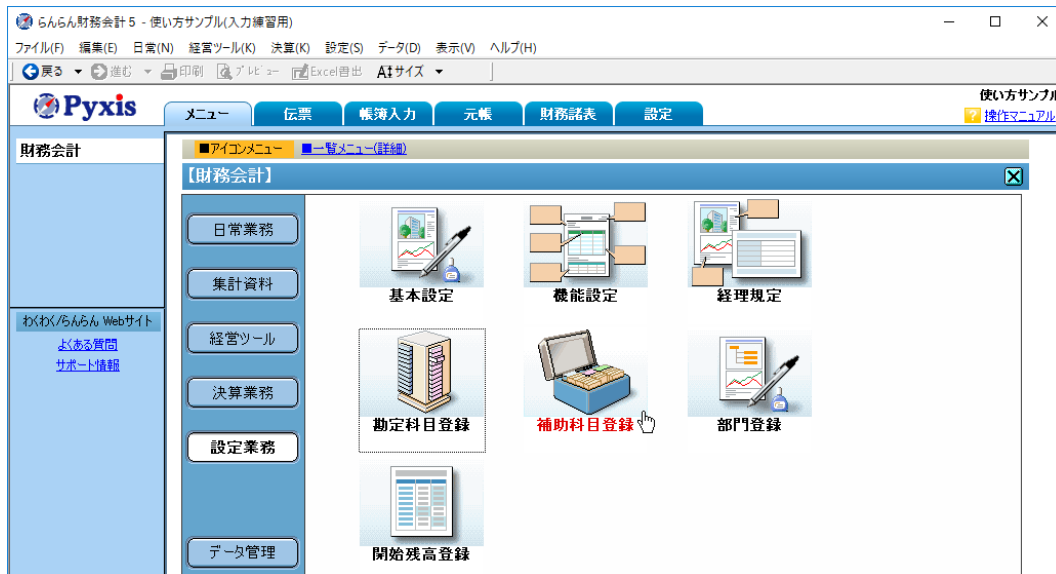 らんらん財務会計5 - 使い方サンプル(入力練習用)
ファイル(F) 編集(E) 日常(N) 経営ツール(K) 決算(K) 設定(S) データ(D) 表示(V) ヘルプ(H)
戻る 進む 印刷 プレビュー Excel書出 サイズ
Pyxis
メニュー 伝票 帳簿入力 元帳 財務諸表 設定
使い方サンプル
? 操作マニュアル
財務会計
■アイコンメニュー ■一覧メニュー(詳細)
【財務会計】
日常業務
集計資料
経営ツール
決算業務
設定業務
データ管理
基本設定 機能設定 経理規定
勘定科目登録 補助科目登録 部門登録
開始残高登録
わくわく/らんらん Webサイト
よくある質問
サポート情報